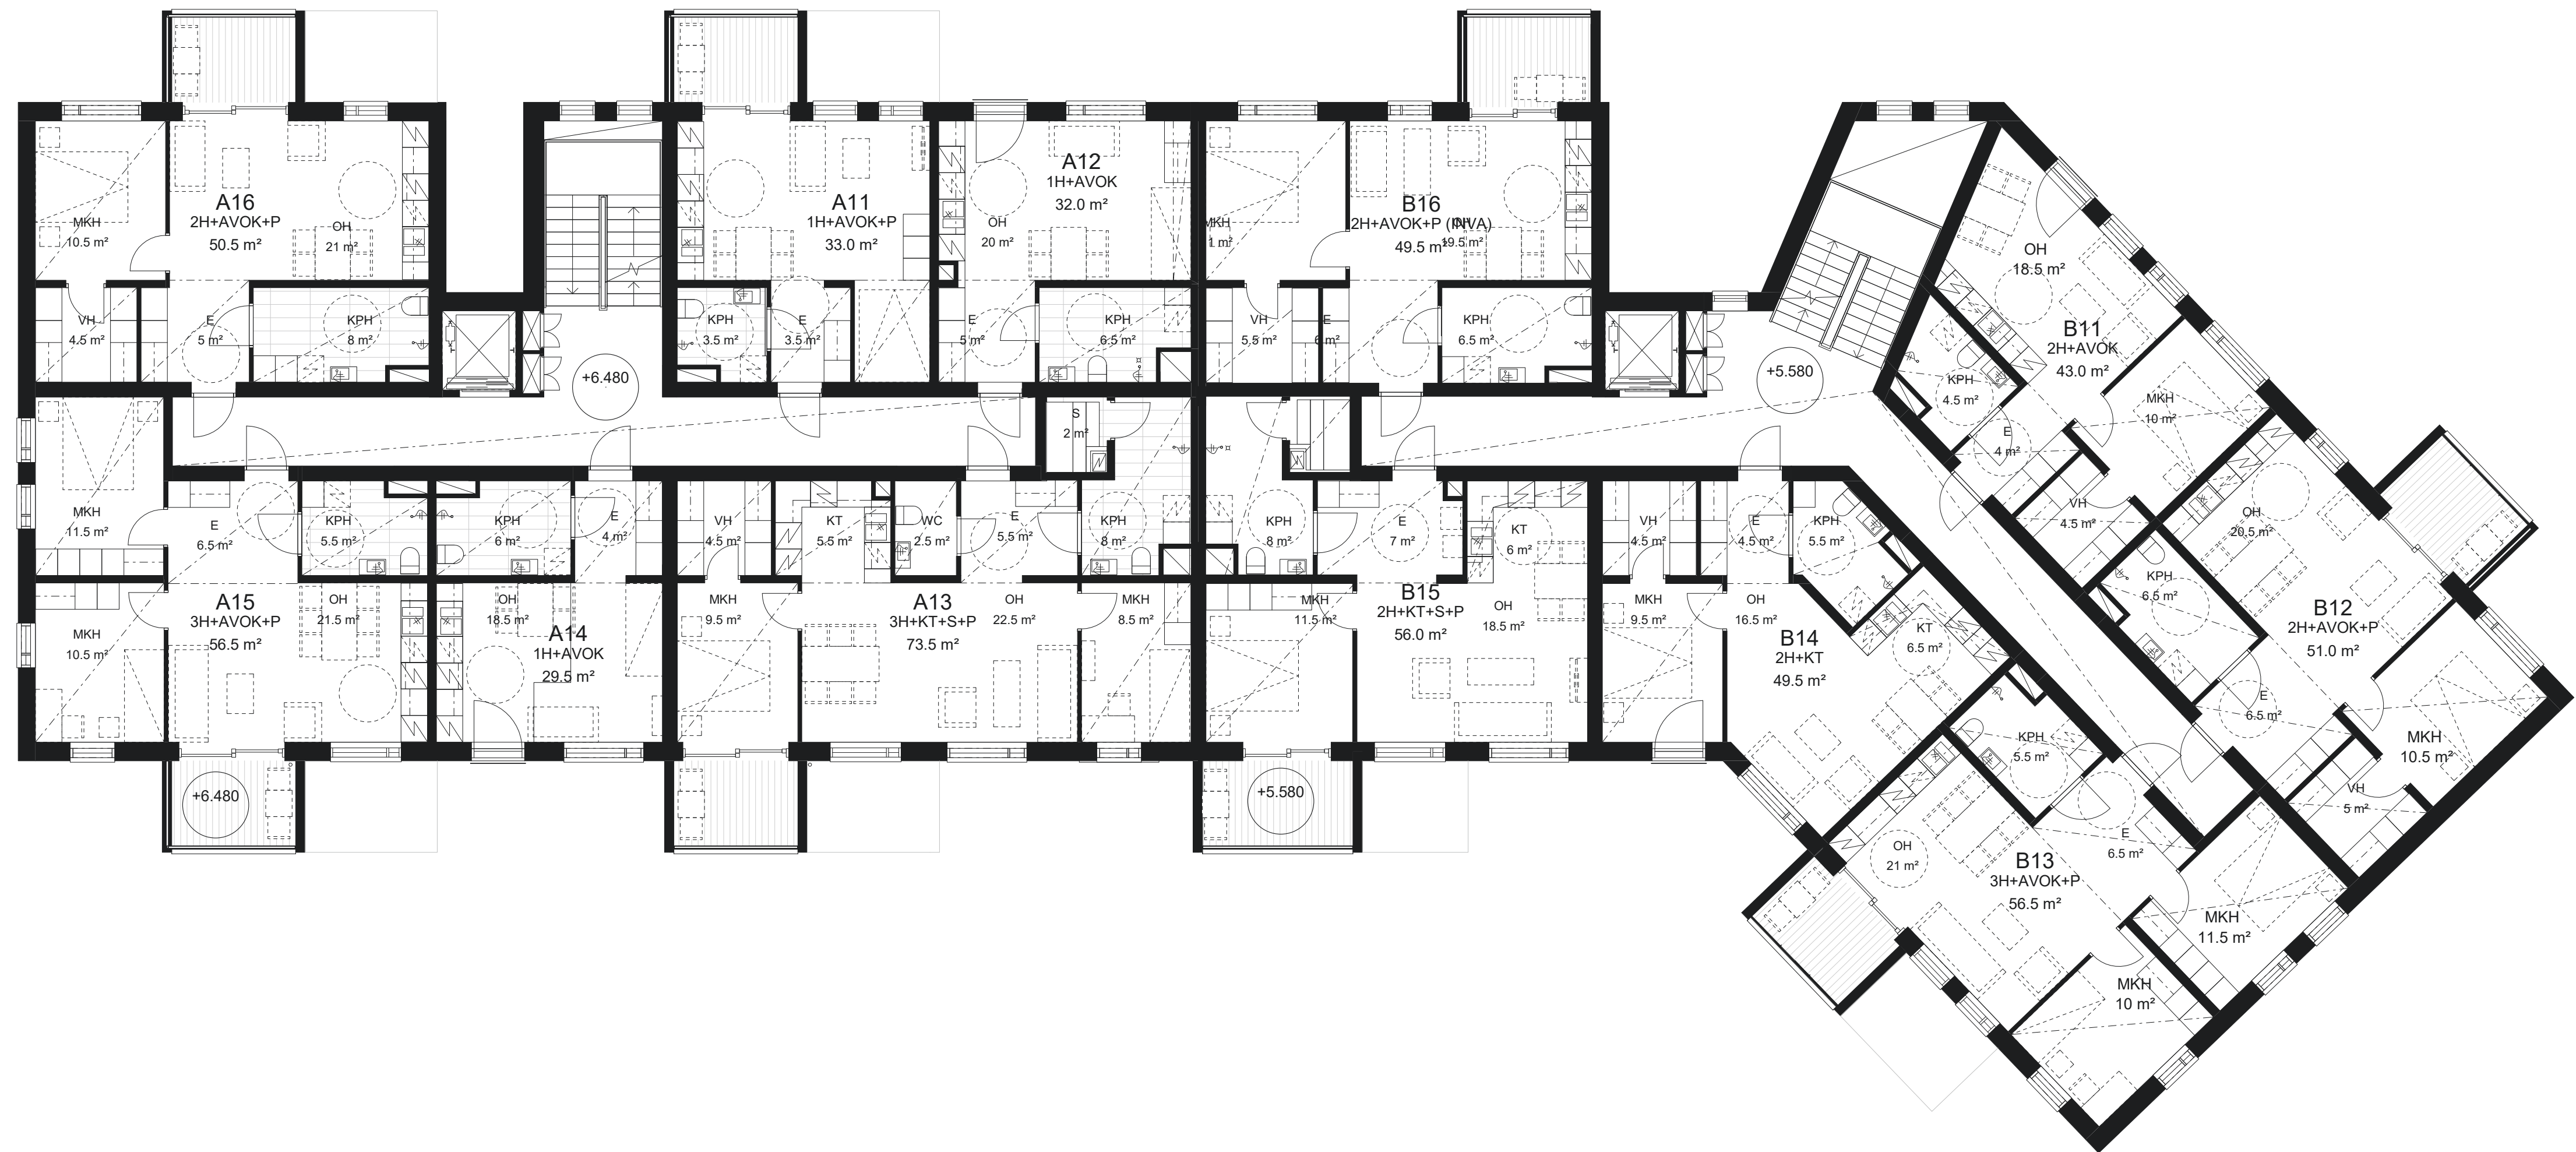 A16
2H+AVOK+P
50.5 m²
MKH
10.5 m²
OH
21 m²
VH
4.5 m²
E
5 m²
KPH
8 m²
+6.480
A11
1H+AVOK+P
33.0 m²
KPH
3.5 m²
E
3.5 m²
A12
1H+AVOK
32.0 m²
OH
20 m²
E
5 m²
KPH
6.5 m²
S
2 m²
B16
2H+AVOK+P (INVA)
49.5 m²
19.5 m²
VH
5.5 m²
E
6 m²
KPH
6.5 m²
+5.580
B11
2H+AVOK
43.0 m²
OH
18.5 m²
KPH
4.5 m²
E
4 m²
MKH
10 m²
VH
4.5 m²
B12
2H+AVOK+P
51.0 m²
OH
20.5 m²
KPH
6.5 m²
E
6.5 m²
MKH
10.5 m²
VH
5 m²
A15
3H+AVOK+P
56.5 m²
MKH
11.5 m²
MKH
10.5 m²
E
6.5 m²
KPH
5.5 m²
OH
21.5 m²
+6.480
A14
1H+AVOK
29.5 m²
KPH
6 m²
E
4 m²
OH
18.5 m²
A13
3H+KT+S+P
73.5 m²
VH
4.5 m²
KT
5.5 m²
WC
2.5 m²
E
5.5 m²
KPH
8 m²
MKH
9.5 m²
OH
22.5 m²
MKH
8.5 m²
B15
2H+KT+S+P
56.0 m²
KPH
8 m²
E
7 m²
KT
6 m²
MKH
11.5 m²
OH
18.5 m²
+5.580
B14
2H+KT
49.5 m²
VH
4.5 m²
E
4.5 m²
KPH
5.5 m²
MKH
9.5 m²
OH
16.5 m²
KT
6.5 m²
B13
3H+AVOK+P
56.5 m²
KPH
5.5 m²
OH
21 m²
E
6.5 m²
MKH
11.5 m²
MKH
10 m²